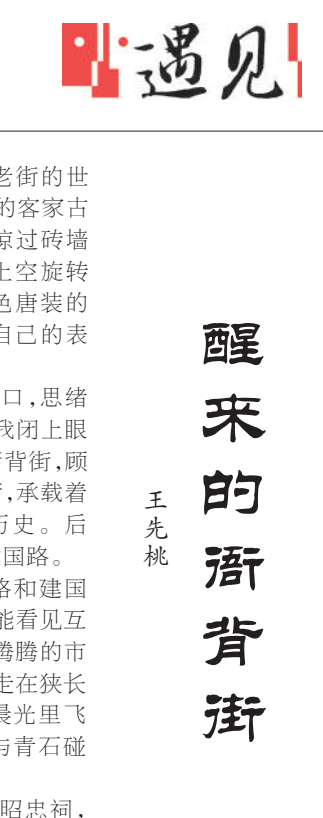 遇见
醒来的衙背街
王先桃
老街的世
的客家古
掠过砖墙
上空旋转
色唐装的
自己的表
口,思绪
我闭上眼
背街,顾
,承载着
历史。后
国路。
路和建国
能看见互
腾腾的市
走在狭长
晨光里飞
与青石碰
昭忠祠,